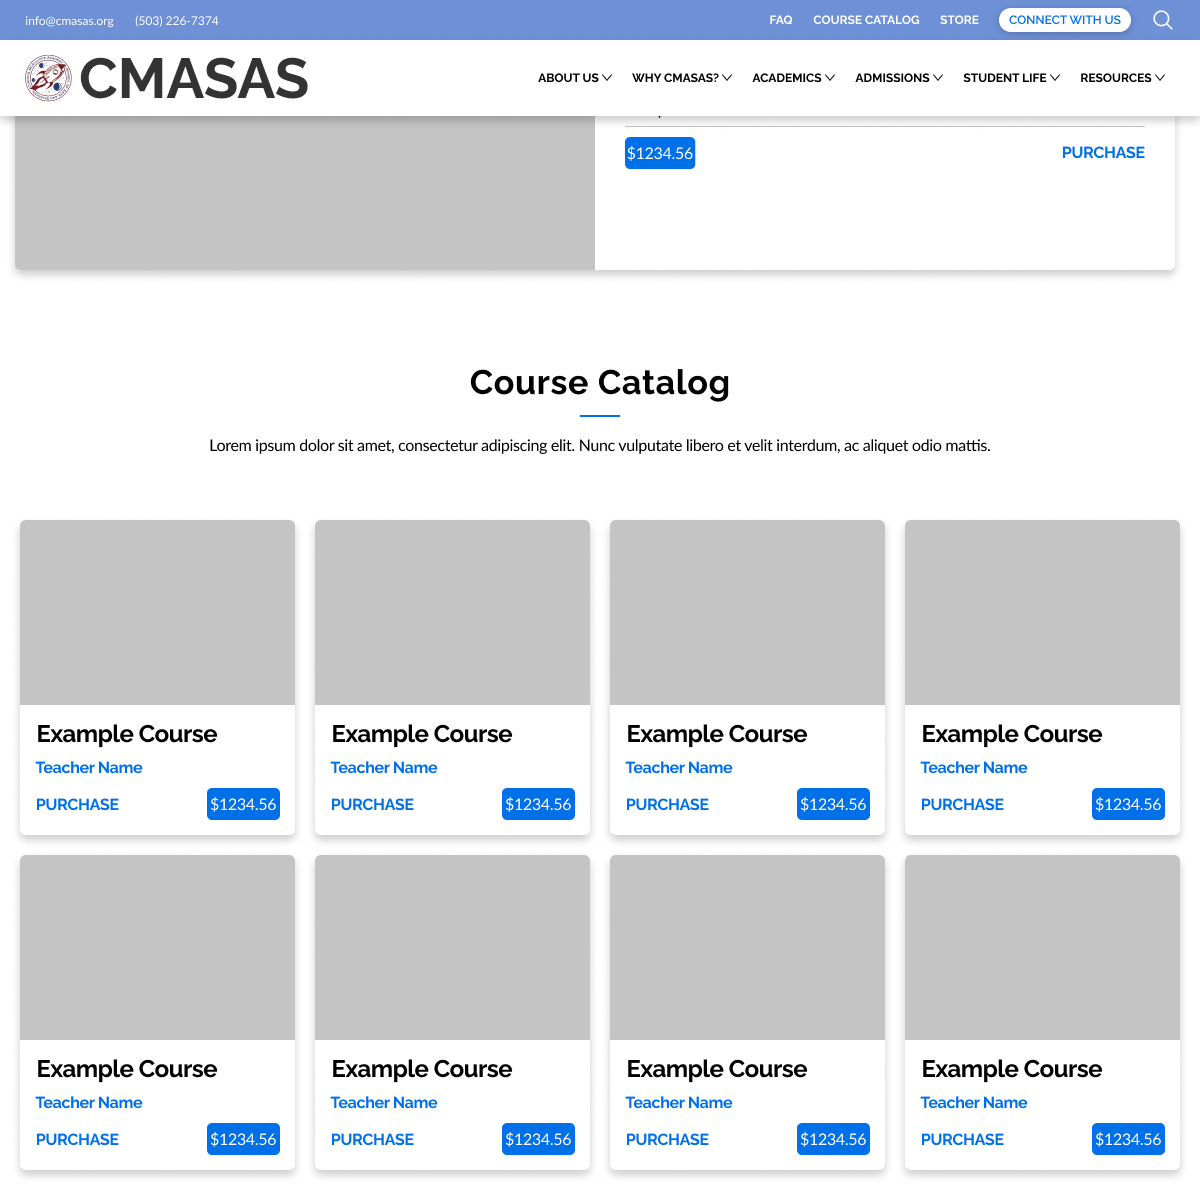 info@cmasas.org (503) 226-7374 FAQ COURSE CATALOG STORE CONNECT WITH US
CMASAS ABOUT US WHY CMASAS? ACADEMICS ADMISSIONS STUDENT LIFE RESOURCES
$1234.56 PURCHASE
Course Catalog
Lorem ipsum dolor sit amet, consectetur adipiscing elit. Nunc vulputate libero et velit interdum, ac aliquet odio mattis.
Example Course Example Course Example Course Example Course
Teacher Name Teacher Name Teacher Name Teacher Name
PURCHASE $1234.56 PURCHASE $1234.56 PURCHASE $1234.56 PURCHASE $1234.56
Example Course Example Course Example Course Example Course
Teacher Name Teacher Name Teacher Name Teacher Name
PURCHASE $1234.56 PURCHASE $1234.56 PURCHASE $1234.56 PURCHASE $1234.56